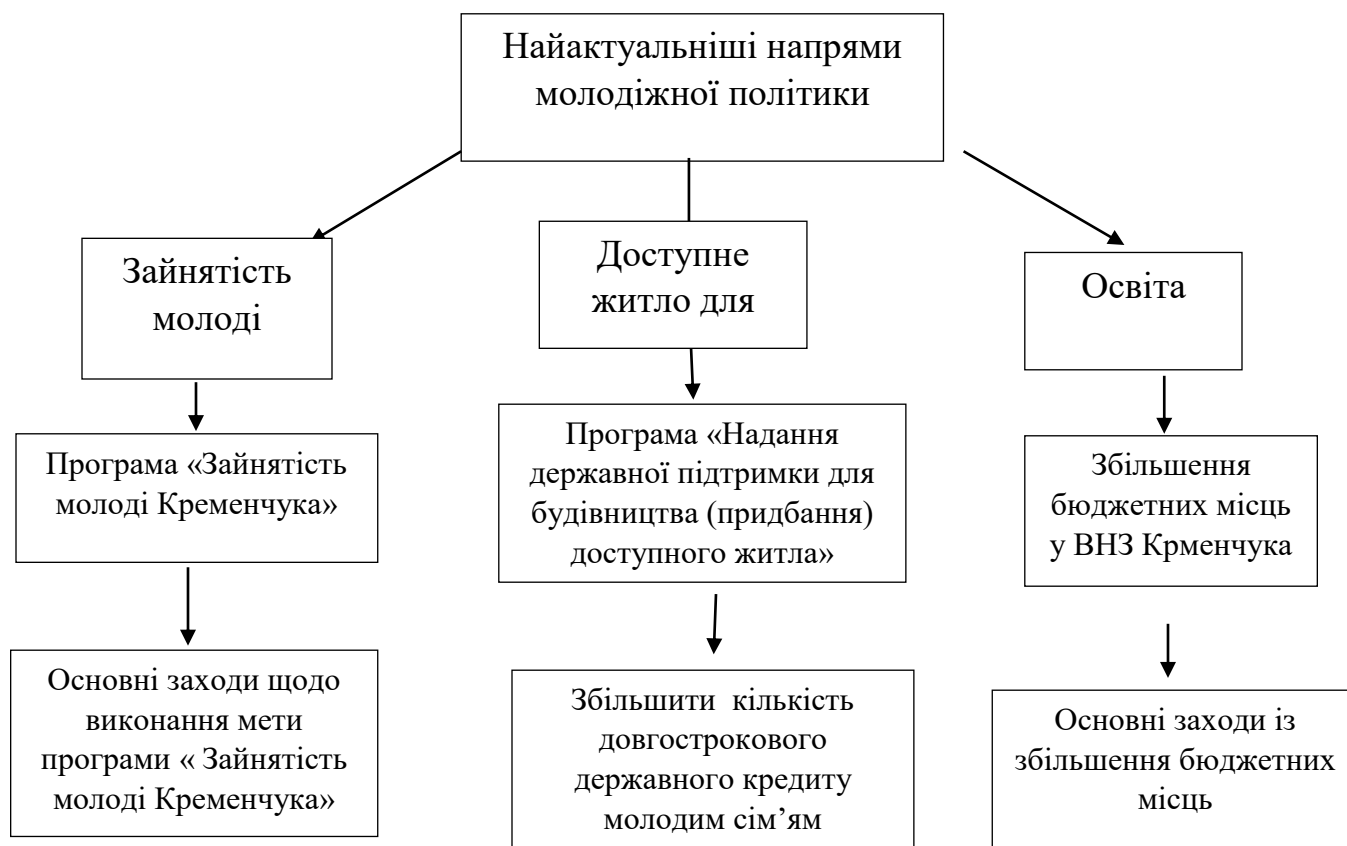 Найактуальніші напрями
молодіжної політики
Зайнятість
молоді
Доступне
житло для
Освіта
Програма «Зайнятість
молоді Кременчука»
Програма «Надання
державної підтримки для
будівництва (придбання)
доступного житла»
Збільшення
бюджетних місць
у ВНЗ Крменчука
Основні заходи щодо
виконання мети
програми « Зайнятість
молоді Кременчука»
Збільшити кількість
довгострокового
державного кредиту
молодим сім’ям
Основні заходи із
збільшення бюджетних
місць